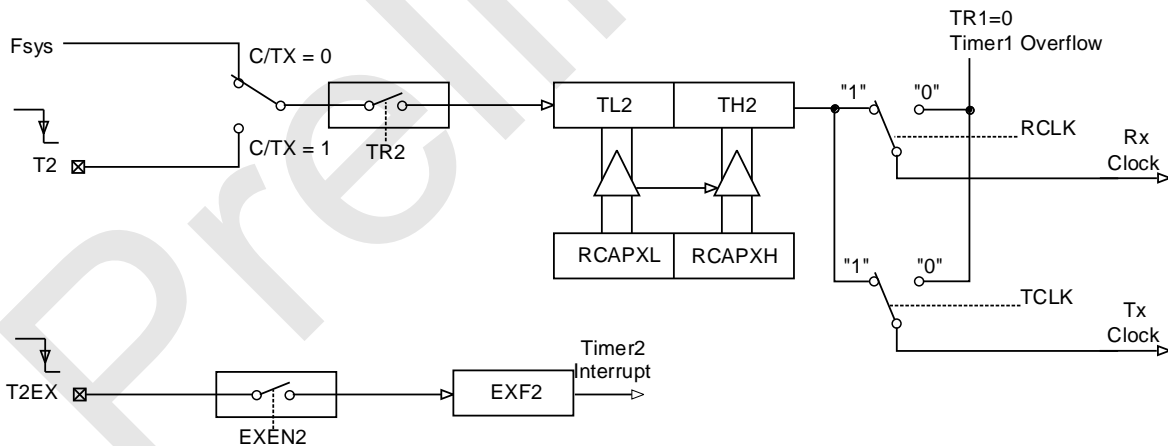 TR1=0
Timer1 Overflow
Fsys
C/TX = 0
TL2 TH2
"1" "0"
RCLK
Rx
Clock
TR2
C/TX = 1
T2
RCAPXL RCAPXH
"1" "0"
TCLK
Tx
Clock
Timer2
Interrupt
T2EX
EXF2
EXEN2
Preli